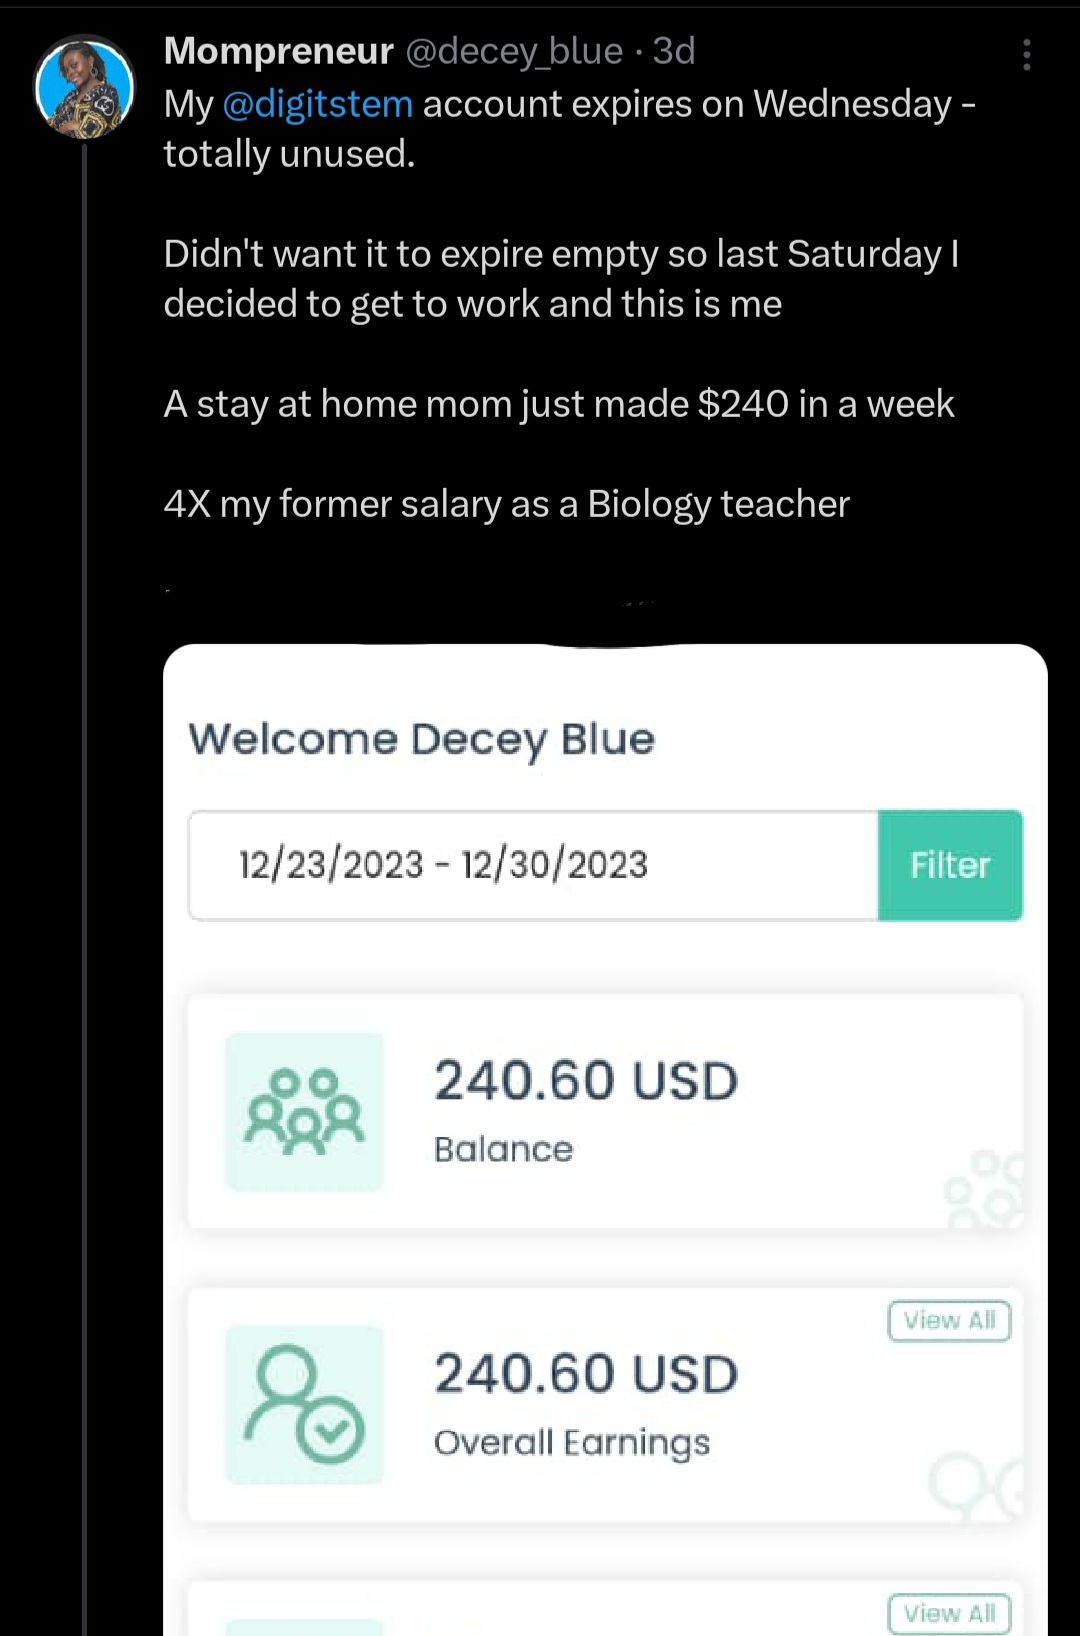 Mompreneur @decey_blue · 3d
My @digitstem account expires on Wednesday -
totally unused.
Didn't want it to expire empty so last Saturday I
decided to get to work and this is me
A stay at home mom just made $240 in a week
4X my former salary as a Biology teacher
Welcome Decey Blue
12/23/2023 - 12/30/2023
Filter
240.60 USD
Balance
View All
240.60 USD
Overall Earnings
View All